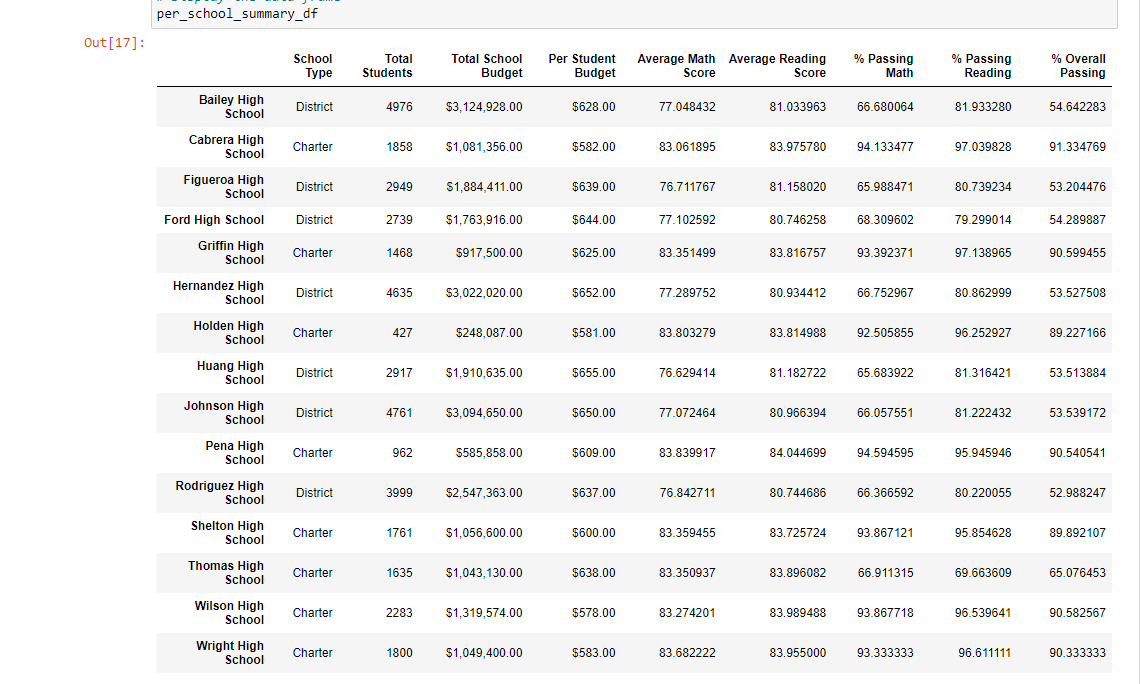 per_school_summary_df
Out[17]:
School Type Total Students Total School Budget Per Student Budget Average Math Score Average Reading Score % Passing Math % Passing Reading % Overall Passing
Bailey High School District 4976 $3,124,928.00 $628.00 77.048432 81.033963 66.680064 81.933280 54.642283
Cabrera High School Charter 1858 $1,081,356.00 $582.00 83.061895 83.975780 94.133477 97.039828 91.334769
Figueroa High School District 2949 $1,884,411.00 $639.00 76.711767 81.158020 65.988471 80.739234 53.204476
Ford High School District 2739 $1,763,916.00 $644.00 77.102592 80.746258 68.309602 79.299014 54.289887
Griffin High School Charter 1468 $917,500.00 $625.00 83.351499 83.816757 93.392371 97.138965 90.599455
Hernandez High School District 4635 $3,022,020.00 $652.00 77.289752 80.934412 66.752967 80.862999 53.527508
Holden High School Charter 427 $248,087.00 $581.00 83.803279 83.814988 92.505855 96.252927 89.227166
Huang High School District 2917 $1,910,635.00 $655.00 76.629414 81.182722 65.683922 81.316421 53.513884
Johnson High School District 4761 $3,094,650.00 $650.00 77.072464 80.966394 66.057551 81.222432 53.539172
Pena High School Charter 962 $585,858.00 $609.00 83.839917 84.044699 94.594595 95.945946 90.540541
Rodriguez High School District 3999 $2,547,363.00 $637.00 76.842711 80.744686 66.366592 80.220055 52.988247
Shelton High School Charter 1761 $1,056,600.00 $600.00 83.359455 83.725724 93.867121 95.854628 89.892107
Thomas High School Charter 1635 $1,043,130.00 $638.00 83.350937 83.896082 66.911315 69.663609 65.076453
Wilson High School Charter 2283 $1,319,574.00 $578.00 83.274201 83.989488 93.867718 96.539641 90.582567
Wright High School Charter 1800 $1,049,400.00 $583.00 83.682222 83.955000 93.333333 96.611111 90.333333